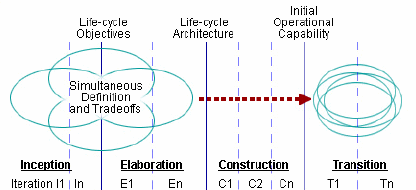 Life-cycle
Objectives
Life-cycle
Architecture
Initial
Operational
Capability
Simultaneous
Definition
and Tradeoffs
Inception Elaboration Construction Transition
Iteration I1 In E1 En C1 C2 Cn T1 Tn